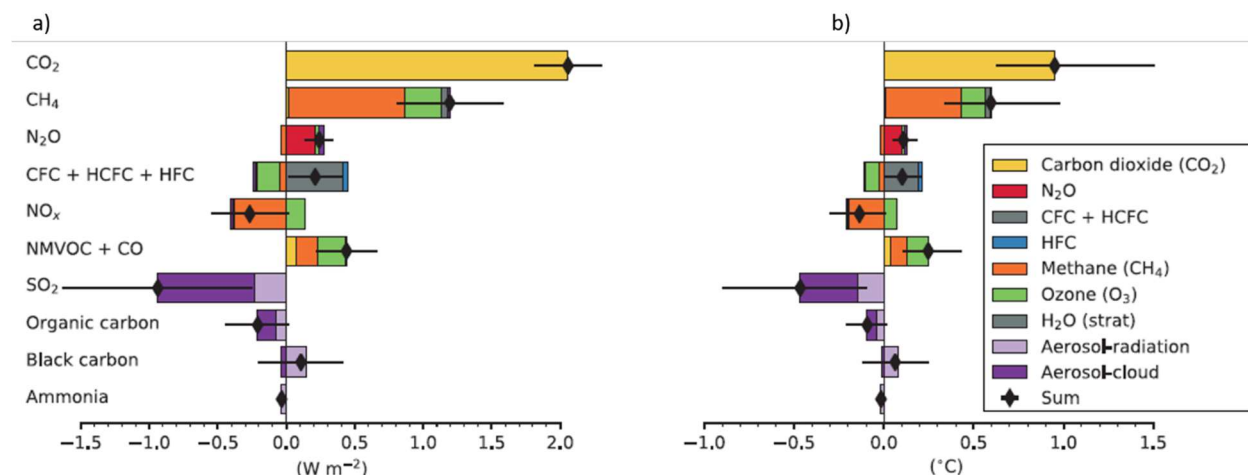 a)
b)
CO₂
CH₄
N₂O
CFC + HCFC + HFC
NOₓ
NMVOC + CO
SO₂
Organic carbon
Black carbon
Ammonia
Carbon dioxide (CO₂)
N₂O
CFC + HCFC
HFC
Methane (CH₄)
Ozone (O₃)
H₂O (strat)
Aerosol-radiation
Aerosol-cloud
Sum
−1.5 −1.0 −0.5 0.0 0.5 1.0 1.5 2.0
(W m⁻²)
−1.0 −0.5 0.0 0.5 1.0 1.5
(°C)